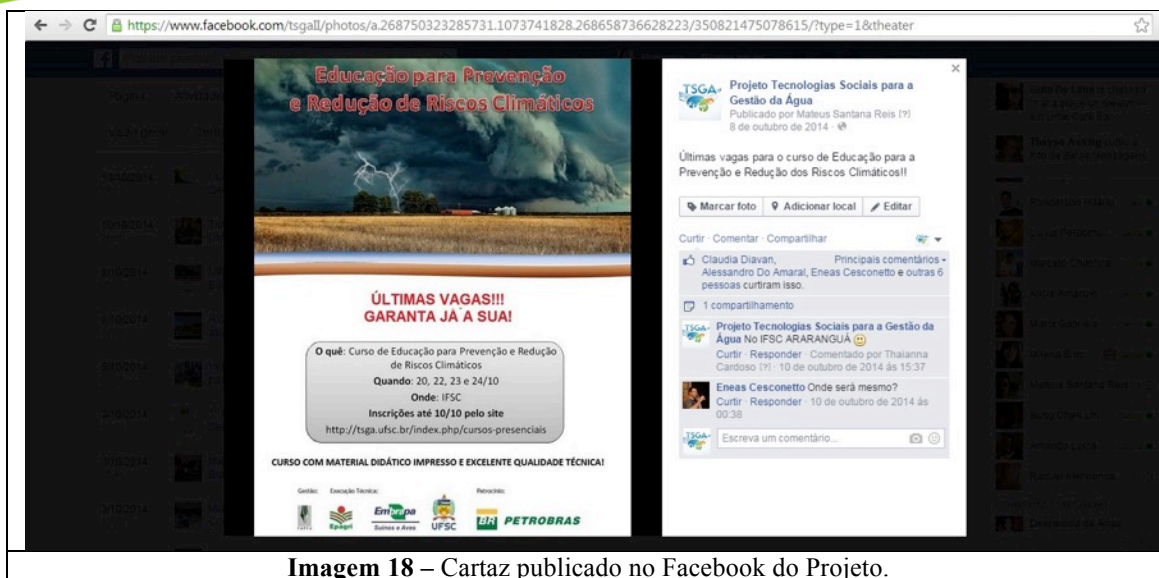 https://www.facebook.com/tsgaII/photos/a.268750323285731.1073741828.268658736628223/350821475078615/?type=1&theater
Educação para Prevenção
e Redução de Riscos Climáticos
ÚLTIMAS VAGAS!!!
GARANTA JÁ A SUA!
O quê: Curso de Educação para Prevenção e Redução
de Riscos Climáticos
Quando: 20, 22, 23 e 24/10
Onde: IFSC
Inscrições até 10/10 pelo site
http://tsga.ufsc.br/index.php/cursos-presenciais
CURSO COM MATERIAL DIDÁTICO IMPRESSO E EXCELENTE QUALIDADE TÉCNICA!
Gestão: Execução Técnica: Patrocínio:
Epagri
Embrapa
Suínos e Aves
UFSC
BR PETROBRAS
TSGA
Projeto Tecnologias Sociais para a
Gestão da Água
Publicado por Mateus Santana Reis [?]
8 de outubro de 2014
Últimas vagas para o curso de Educação para a
Prevenção e Redução dos Riscos Climáticos!!
Marcar foto Adicionar local Editar
Curtir · Comentar · Compartilhar
Claudia Diavan, Principais comentários
Alessandro Do Amaral, Eneas Cesconetto e outras 6
pessoas curtiram isso.
1 compartilhamento
TSGA
Projeto Tecnologias Sociais para a Gestão da
Água No IFSC ARARANGUÁ
Curtir · Responder · Comentado por Thaianna
Cardoso [?] · 10 de outubro de 2014 às 15:37
Eneas Cesconetto Onde será mesmo?
Curtir · Responder · 10 de outubro de 2014 às
00:38
TSGA
Escreva um comentário...
Imagem 18 – Cartaz publicado no Facebook do Projeto.